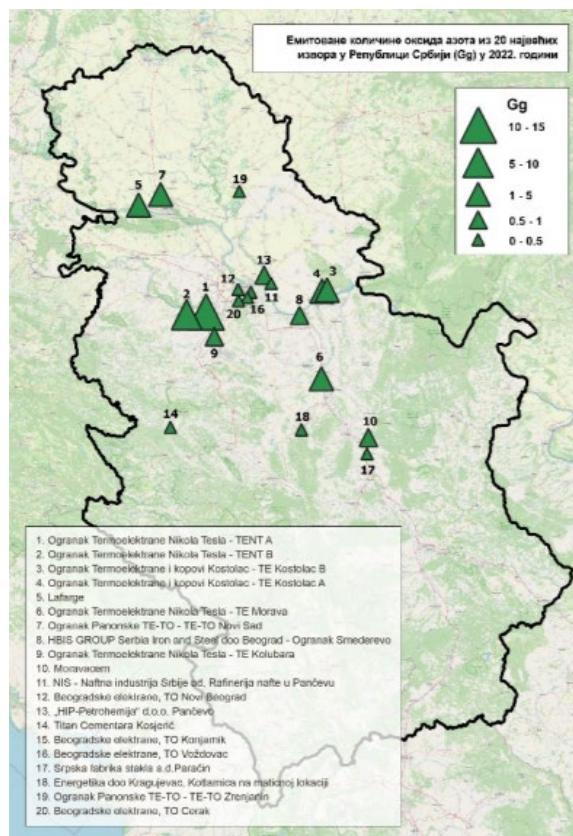 Емитоване количине оксида азота из 20 највећих
извора у Републици Србији (Gg) у 2022. години
Gg
10 - 15
5 - 10
1 - 5
0.5 - 1
0 - 0.5
7
5
19
13
12
11
4
3
1
2
20
16
8
9
6
14
18
10
17
1. Ogranak Termoelektrane Nikola Tesla - TENT A
2. Ogranak Termoelektrane Nikola Tesla - TENT B
3. Ogranak Termoelektrane i kopovi Kostolac - TE Kostolac B
4. Ogranak Termoelektrane i kopovi Kostolac - TE Kostolac A
5. Lafarge
6. Ogranak Termoelektrane Nikola Tesla - TE Morava
7. Ogranak Panonske TE-TO - TE-TO Novi Sad
8. HBIS GROUP Serbia Iron and Steel doo Beograd - Ogranak Smederevo
9. Ogranak Termoelektrane Nikola Tesla - TE Kolubara
10. Moravacem
11. NIS - Naftna industrija Srbije ad, Rafinerija nafte u Pančevu
12. Beogradske elektrane, TO Novi Beograd
13. „HIP-Petrohemija" d.o.o. Pančevo
14. Titan Cementara Kosjerić
15. Beogradske elektrane, TO Konjarnik
16. Beogradske elektrane, TO Voždovac
17. Srpska fabrika stakla a.d.Paraćin
18. Energetika doo Kragujevac, Kotlarnica na matičnoj lokaciji
19. Ogranak Panonske TE-TO - TE-TO Zrenjanin
20. Beogradske elektrane, TO Cerak